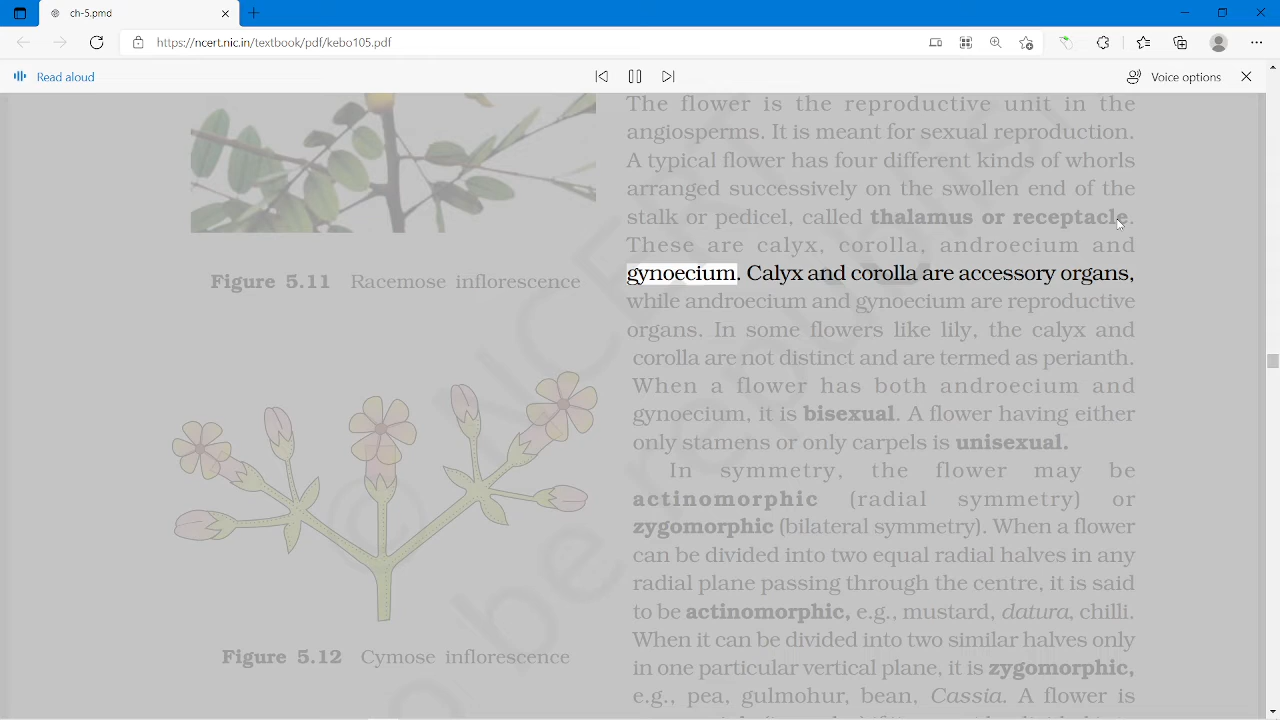 ch-5.pmd
https://ncert.nic.in/textbook/pdf/kebo105.pdf
Read aloud
Voice options
Figure 5.11 Racemose inflorescence
Figure 5.12 Cymose inflorescence
The flower is the reproductive unit in the
angiosperms. It is meant for sexual reproduction.
A typical flower has four different kinds of whorls
arranged successively on the swollen end of the
stalk or pedicel, called thalamus or receptacle.
These are calyx, corolla, androecium and
gynoecium. Calyx and corolla are accessory organs,
while androecium and gynoecium are reproductive
organs. In some flowers like lily, the calyx and
corolla are not distinct and are termed as perianth.
When a flower has both androecium and
gynoecium, it is bisexual. A flower having either
only stamens or only carpels is unisexual.
In symmetry, the flower may be
actinomorphic (radial symmetry) or
zygomorphic (bilateral symmetry). When a flower
can be divided into two equal radial halves in any
radial plane passing through the centre, it is said
to be actinomorphic, e.g., mustard, datura, chilli.
When it can be divided into two similar halves only
in one particular vertical plane, it is zygomorphic,
e.g., pea, gulmohur, bean, Cassia. A flower is